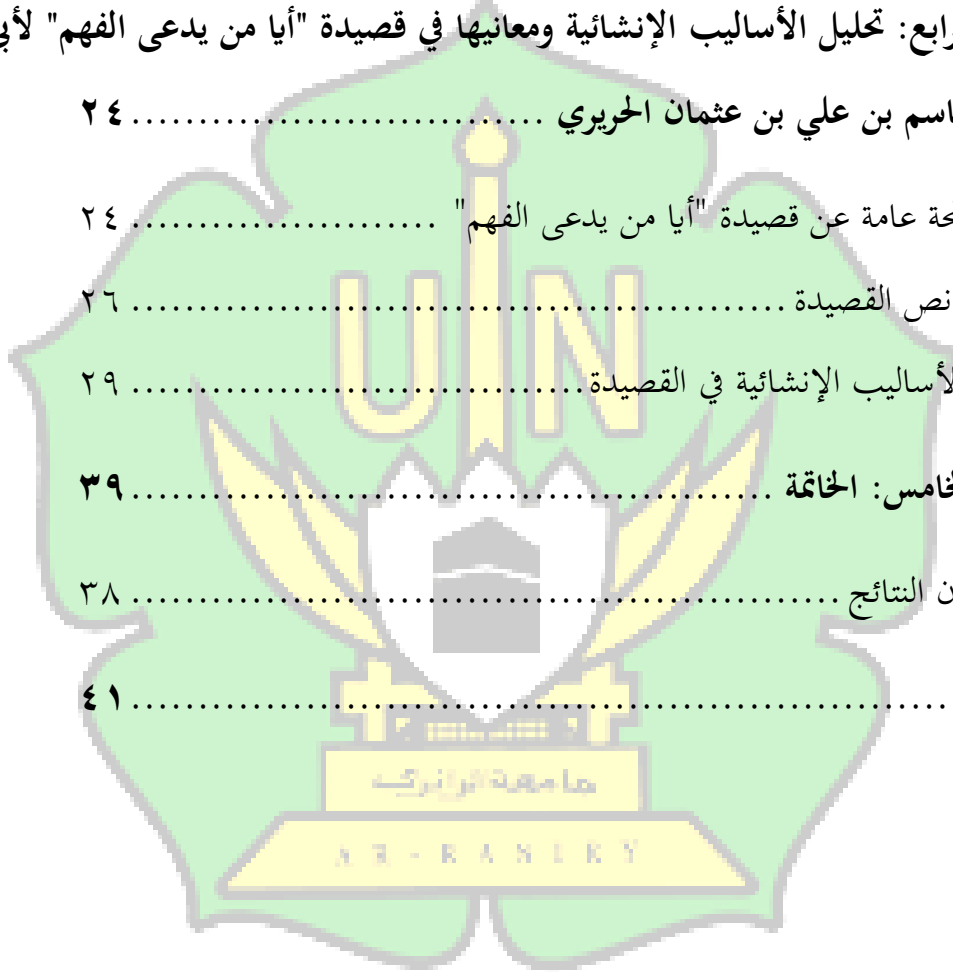 رابع: تحليل الأساليب الإنشائية ومعانيها في قصيدة "أيا من يدعى الفهم" لأبي
اسم بن علي بن عثمان الحريري .............................. ٢٤
حة عامة عن قصيدة "أيا من يدعى الفهم" ....................... ٢٤
نص القصيدة .................................................. ٢٦
لأساليب الإنشائية في القصيدة .................................. ٢٩
خامس: الخاتمة ................................................ ٣٩
ن النتائج ..................................................... ٣٨
............................................................ ٤١
UIN
جامعة الرانري
AR-RANIRY